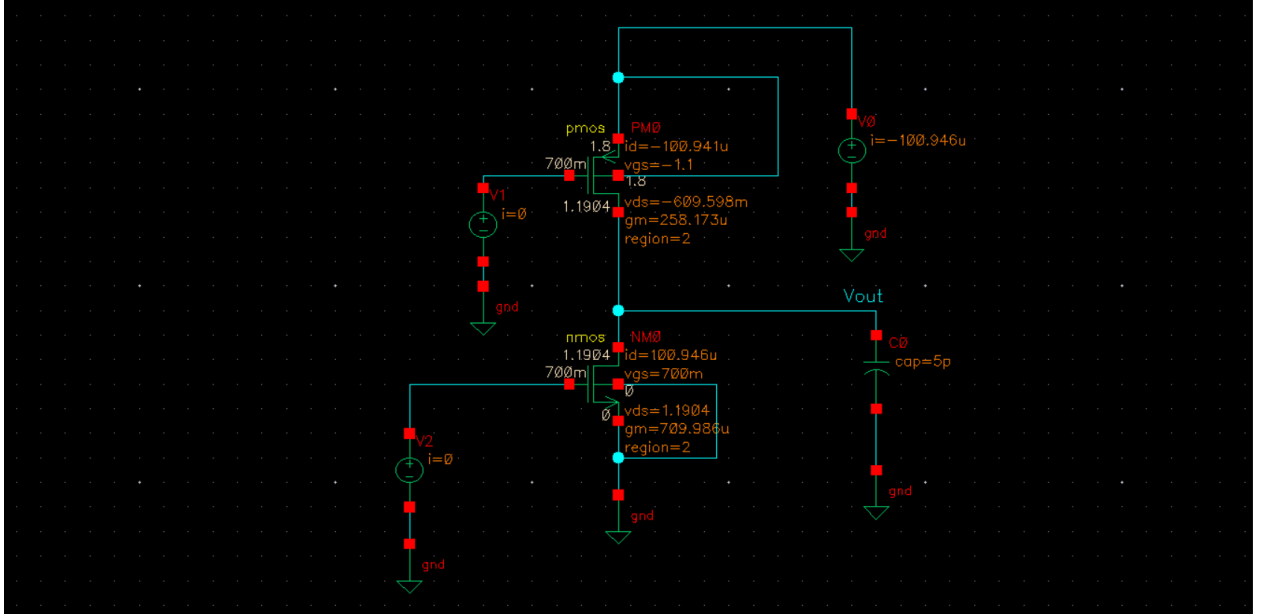 V0
i=-100.946u
gnd
pmos
PM0
1.8
id=-100.941u
700m
vgs=-1.1
1.8
1.1904
vds=-609.598m
gm=258.173u
region=2
V1
i=0
gnd
Vout
nmos
NM0
1.1904
id=100.946u
700m
vgs=700m
0
0
vds=1.1904
gm=709.986u
region=2
gnd
C0
cap=5p
gnd
V2
i=0
gnd